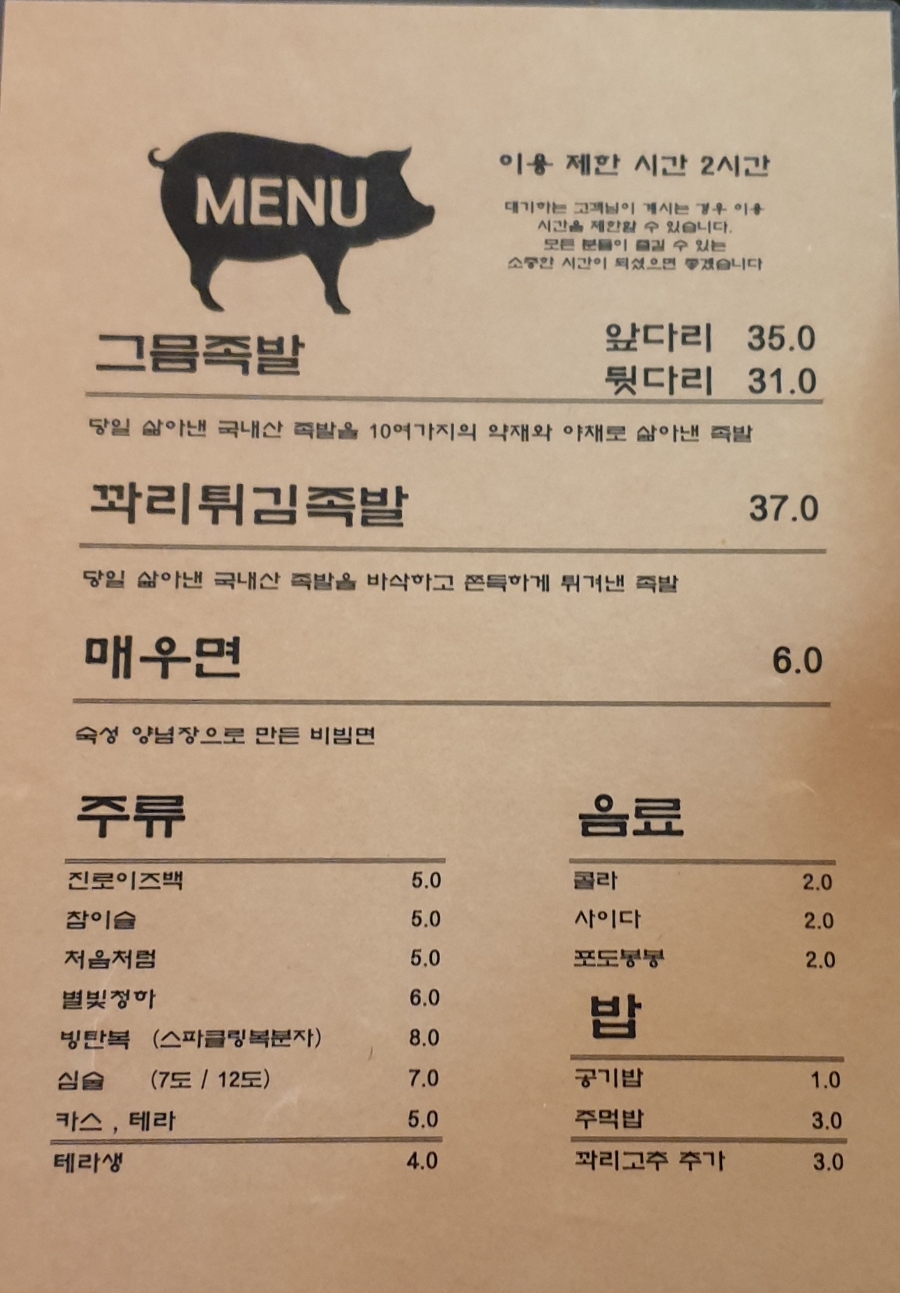 MENU
이용 제한 시간 2시간
대기하는 고객님이 계시는 경우 이용
시간을 제한할 수 있습니다.
모든 분들이 즐길 수 있는
소중한 시간이 되셨으면 좋겠습니다
그믐족발
앞다리 35.0
뒷다리 31.0
당일 삶아낸 국내산 족발을 10여가지의 약재와 야채로 삶아낸 족발
꽈리튀김족발 37.0
당일 삶아낸 국내산 족발을 바삭하고 쫀득하게 튀겨낸 족발
매우면 6.0
숙성 양념장으로 만든 비빔면
주류
진로이즈백 5.0
참이슬 5.0
처음처럼 5.0
별빛청하 6.0
빙탄복 (스파클링복분자) 8.0
심술 (7도 / 12도) 7.0
카스 , 테라 5.0
테라생 4.0
음료
콜라 2.0
사이다 2.0
포도봉봉 2.0
밥
공기밥 1.0
주먹밥 3.0
꽈리고추 추가 3.0